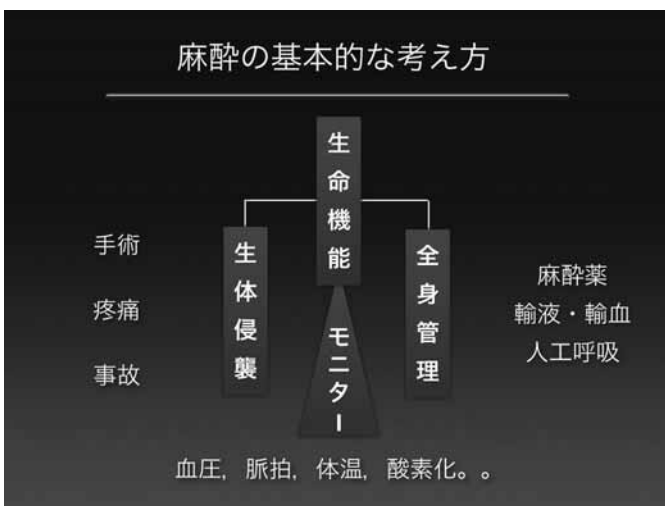 麻酔の基本的な考え方
生命機能
手術
疼痛
事故
生体侵襲
モニター
全身管理
麻酔薬
輸液・輸血
人工呼吸
血圧，脈拍，体温，酸素化。。